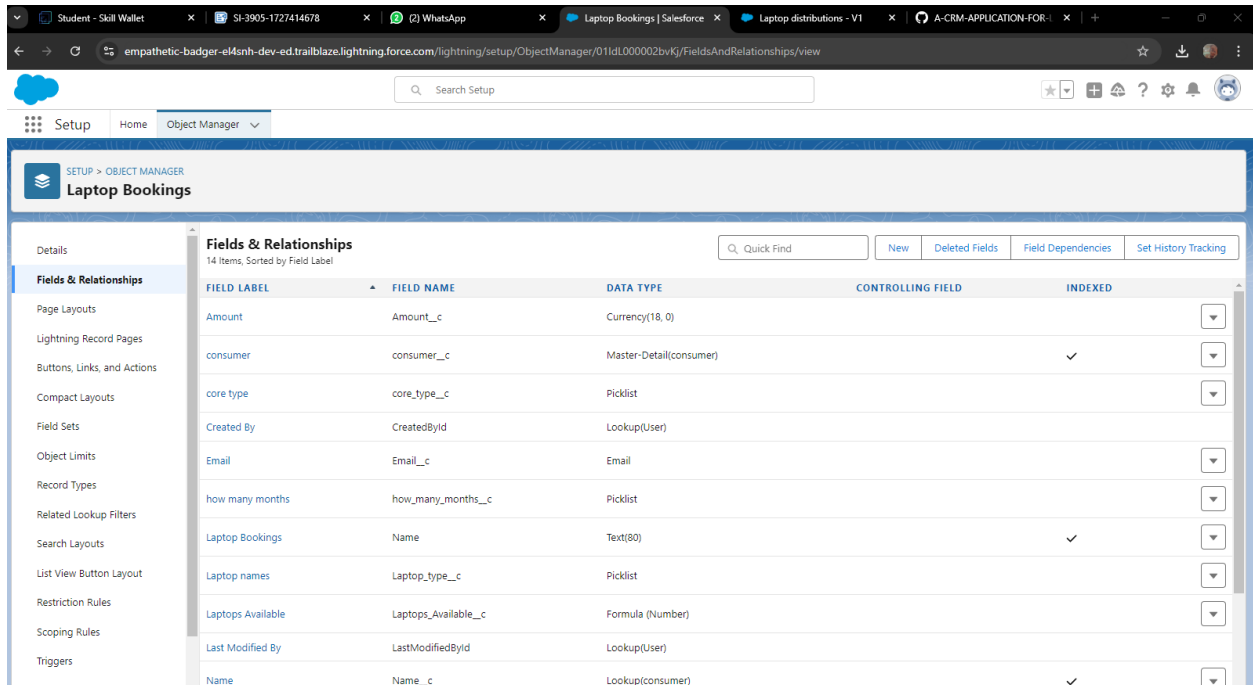 Student - Skill Wallet
SI-3905-1727414678
(2) WhatsApp
Laptop Bookings | Salesforce
Laptop distributions - V1
A-CRM-APPLICATION-FOR-L
empathetic-badger-el4snh-dev-ed.trailblaze.lightning.force.com/lightning/setup/ObjectManager/01IdL000002bvKj/FieldsAndRelationships/view
Search Setup
Setup Home Object Manager
SETUP > OBJECT MANAGER
Laptop Bookings
Details
Fields & Relationships
Page Layouts
Lightning Record Pages
Buttons, Links, and Actions
Compact Layouts
Field Sets
Object Limits
Record Types
Related Lookup Filters
Search Layouts
List View Button Layout
Restriction Rules
Scoping Rules
Triggers
Fields & Relationships
14 Items, Sorted by Field Label
Quick Find New Deleted Fields Field Dependencies Set History Tracking
FIELD LABEL FIELD NAME DATA TYPE CONTROLLING FIELD INDEXED
Amount Amount__c Currency(18, 0)
consumer consumer__c Master-Detail(consumer)
core type core_type__c Picklist
Created By CreatedById Lookup(User)
Email Email__c Email
how many months how_many_months__c Picklist
Laptop Bookings Name Text(80)
Laptop names Laptop_type__c Picklist
Laptops Available Laptops_Available__c Formula (Number)
Last Modified By LastModifiedById Lookup(User)
Name Name__c Lookup(consumer)